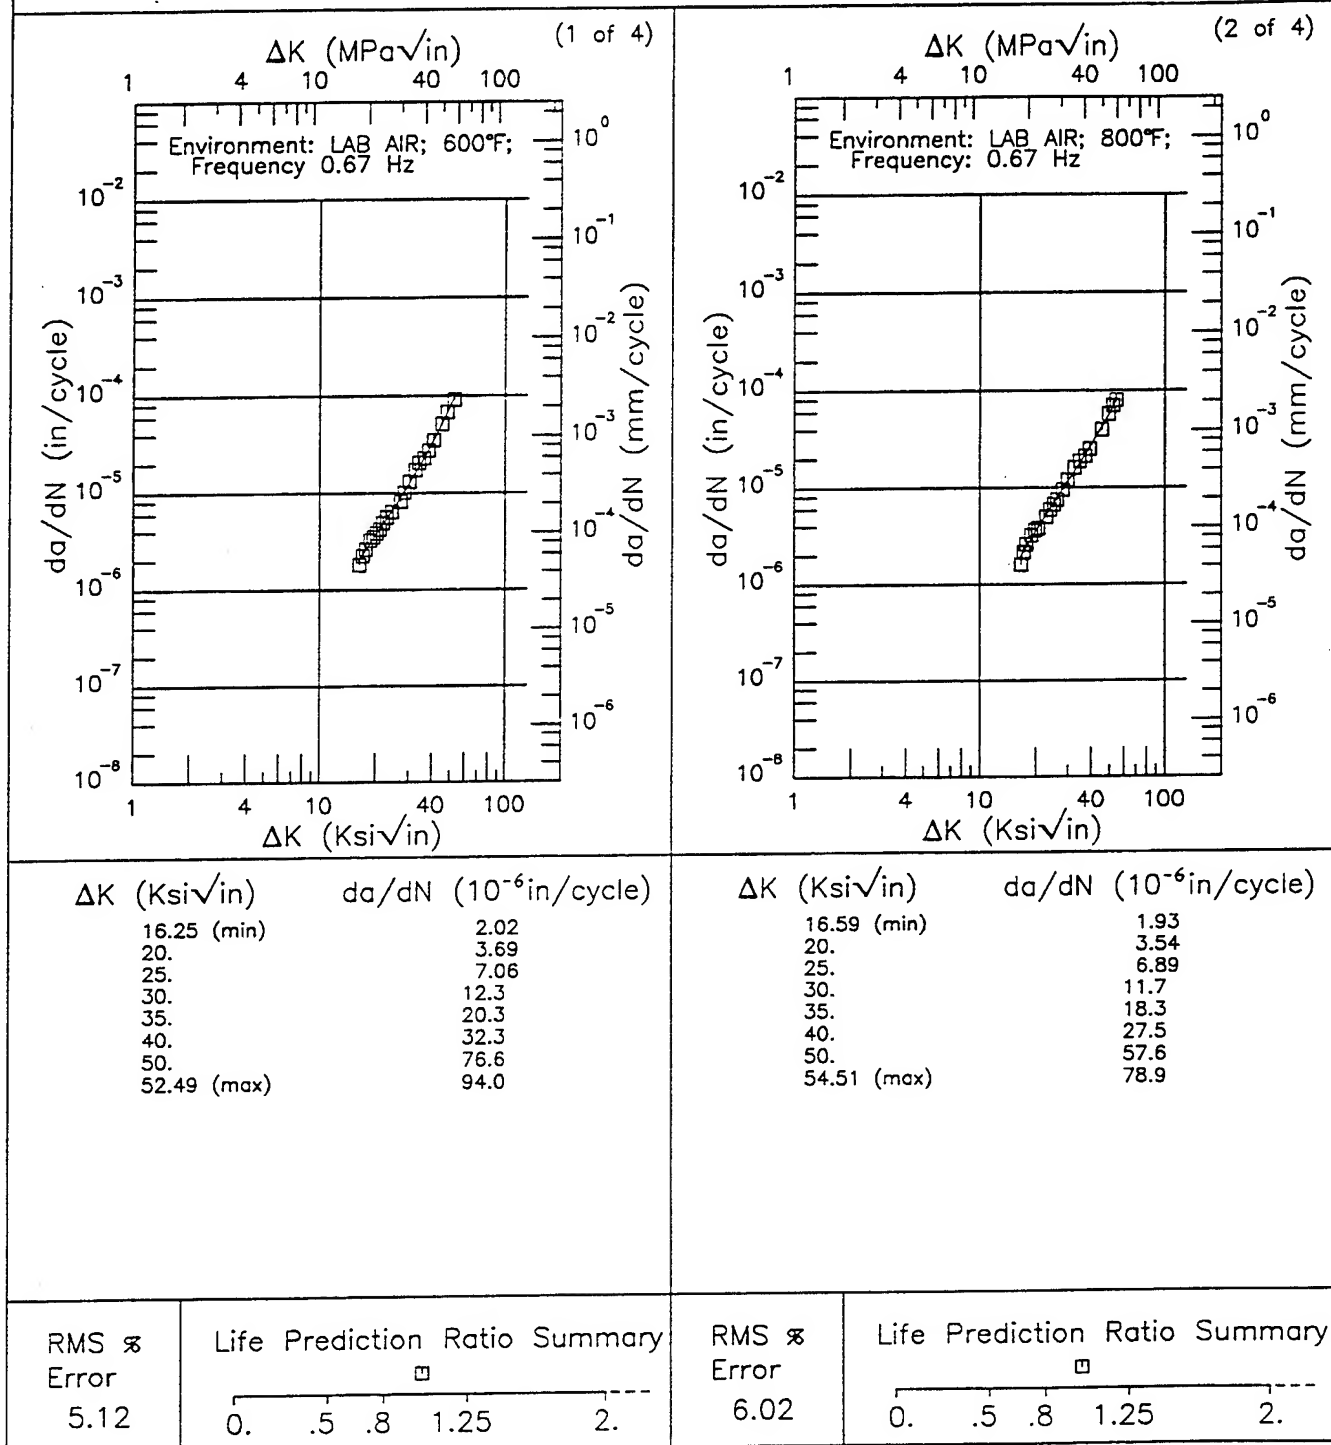 (1 of 4)
ΔK (MPa√in)
1 4 10 40 100
Environment: LAB AIR; 600°F;
Frequency 0.67 Hz
da/dN (in/cycle)
10⁻²
10⁻³
10⁻⁴
10⁻⁵
10⁻⁶
10⁻⁷
10⁻⁸
da/dN (mm/cycle)
10⁰
10⁻¹
10⁻²
10⁻³
10⁻⁴
10⁻⁵
10⁻⁶
1 4 10 40 100
ΔK (Ksi√in)
ΔK (Ksi√in) da/dN (10⁻⁶in/cycle)
16.25 (min) 2.02
20. 3.69
25. 7.06
30. 12.3
35. 20.3
40. 32.3
50. 76.6
52.49 (max) 94.0
RMS %
Error
5.12
Life Prediction Ratio Summary
0. .5 .8 1.25 2.
(2 of 4)
ΔK (MPa√in)
1 4 10 40 100
Environment: LAB AIR; 800°F;
Frequency: 0.67 Hz
da/dN (in/cycle)
10⁻²
10⁻³
10⁻⁴
10⁻⁵
10⁻⁶
10⁻⁷
10⁻⁸
da/dN (mm/cycle)
10⁰
10⁻¹
10⁻²
10⁻³
10⁻⁴
10⁻⁵
10⁻⁶
1 4 10 40 100
ΔK (Ksi√in)
ΔK (Ksi√in) da/dN (10⁻⁶in/cycle)
16.59 (min) 1.93
20. 3.54
25. 6.89
30. 11.7
35. 18.3
40. 27.5
50. 57.6
54.51 (max) 78.9
RMS %
Error
6.02
Life Prediction Ratio Summary
0. .5 .8 1.25 2.